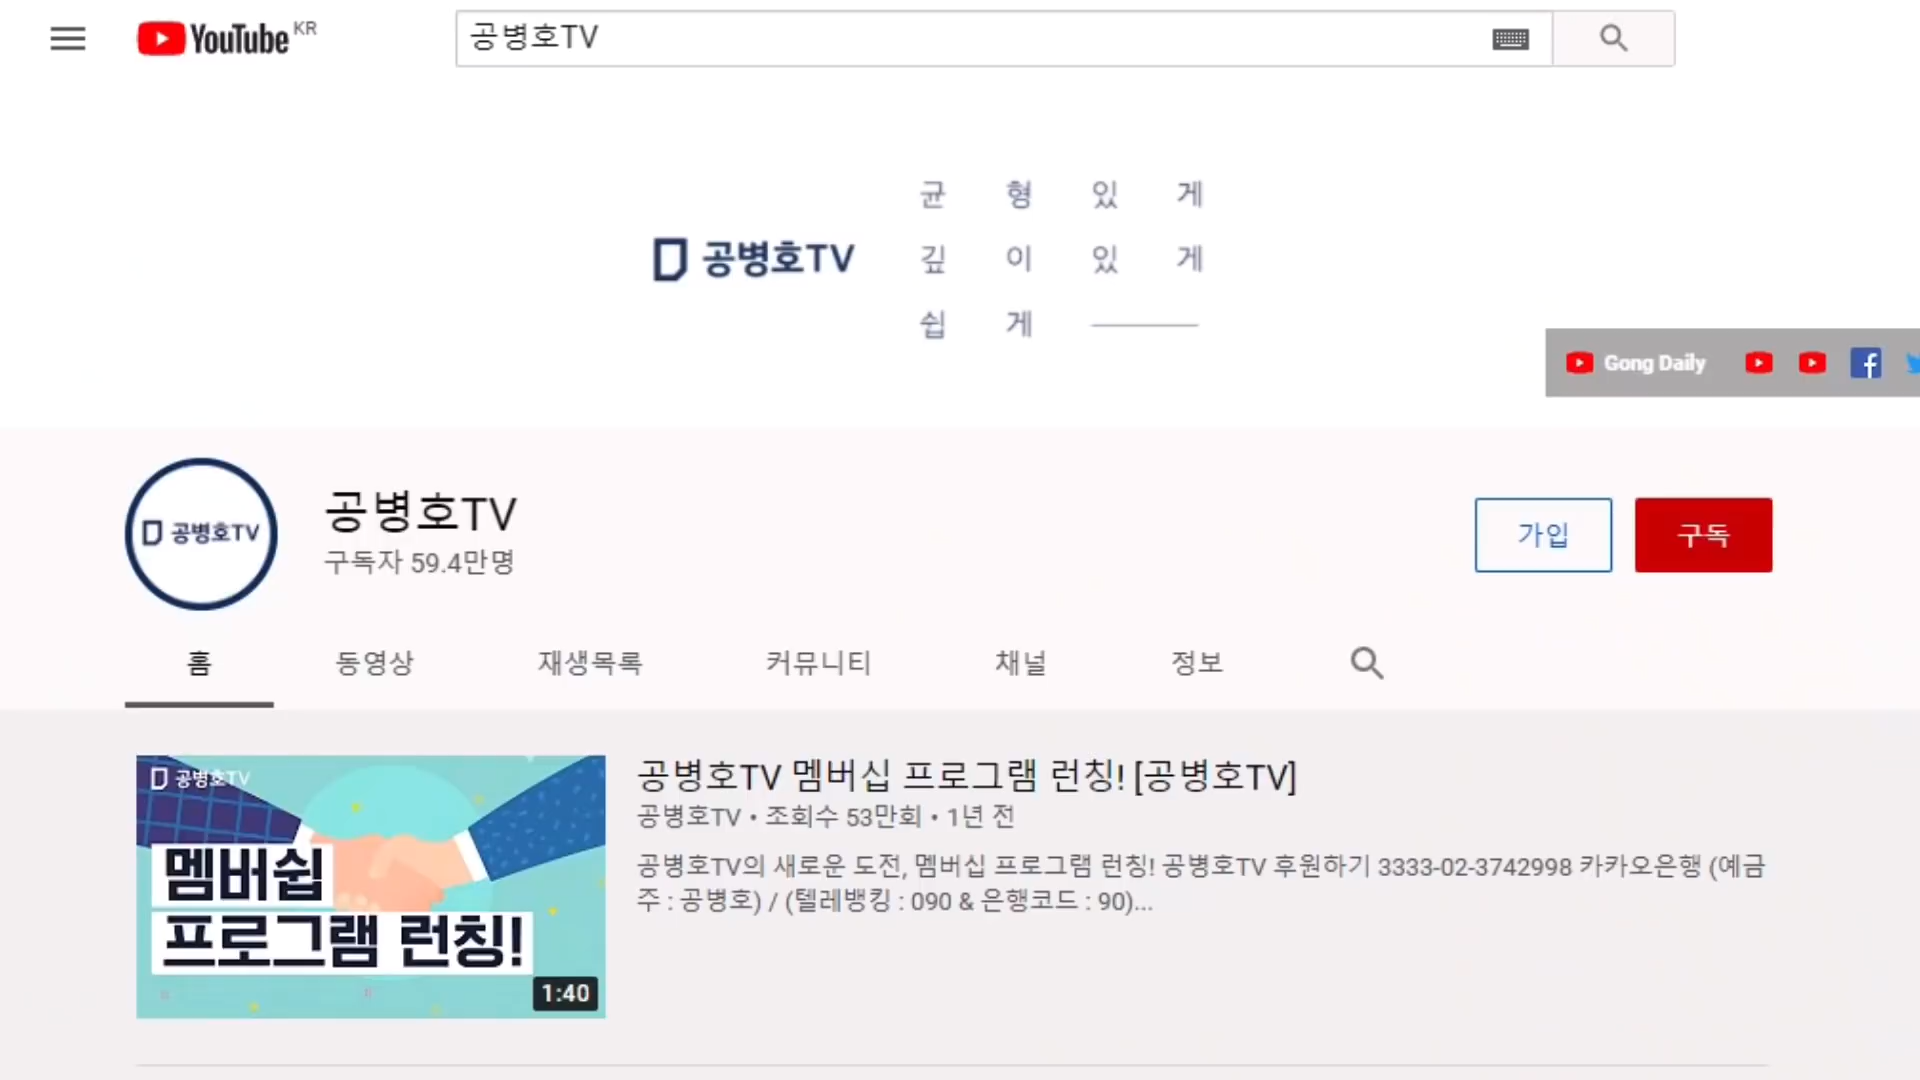 YouTube KR
공병호TV
균형있게
공병호TV
깊이있게
쉽게
Gong Daily
공병호TV
공병호TV
구독자 59.4만명
가입
구독
홈
동영상
재생목록
커뮤니티
채널
정보
공병호TV
멤버쉽
프로그램 런칭!
1:40
공병호TV 멤버십 프로그램 런칭! [공병호TV]
공병호TV • 조회수 53만회 • 1년 전
공병호TV의 새로운 도전, 멤버십 프로그램 런칭! 공병호TV 후원하기 3333-02-3742998 카카오은행 (예금
주 : 공병호) / (텔레뱅킹 : 090 & 은행코드 : 90)...